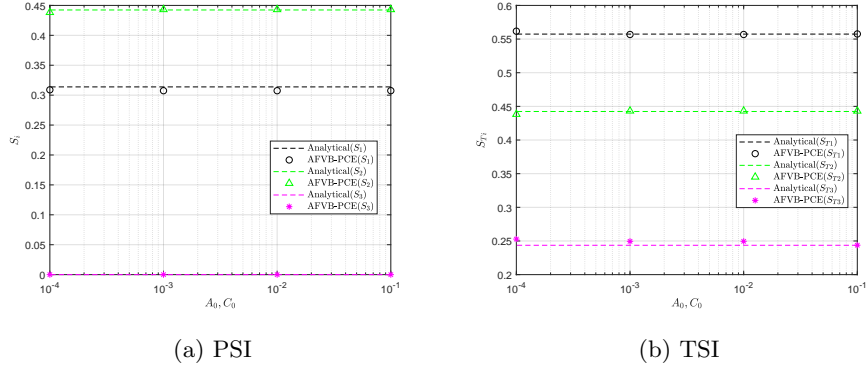 0.45
0.4
0.35
0.3
0.25
0.2
0.15
0.1
0.05
0
S_i
Analytical(S_1)
AFVB-PCE(S_1)
Analytical(S_2)
AFVB-PCE(S_2)
Analytical(S_3)
AFVB-PCE(S_3)
10^-4 10^-3 10^-2 10^-1
A_0, C_0
(a) PSI
0.6
0.55
0.5
0.45
0.4
0.35
0.3
0.25
0.2
S_Ti
Analytical(S_T1)
AFVB-PCE(S_T1)
Analytical(S_T2)
AFVB-PCE(S_T2)
Analytical(S_T3)
AFVB-PCE(S_T3)
10^-4 10^-3 10^-2 10^-1
A_0, C_0
(b) TSI